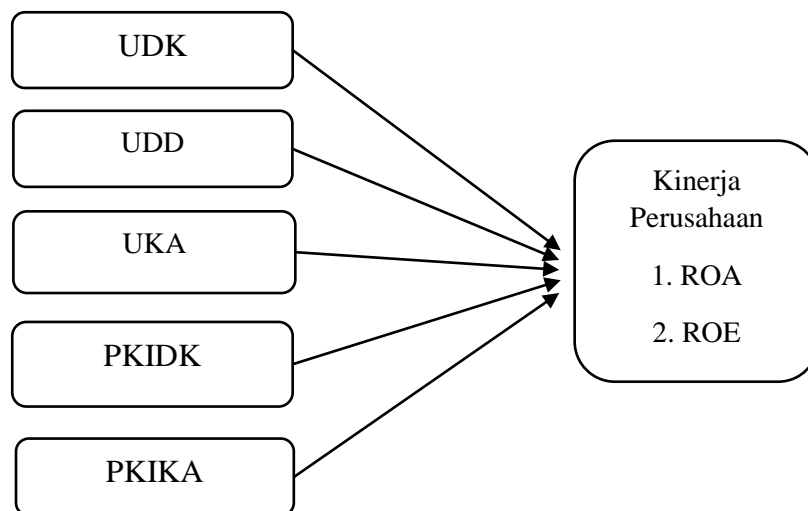 UDK
UDD
UKA
PKIDK
PKIKA
Kinerja
Perusahaan
1. ROA
2. ROE